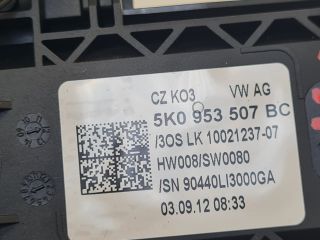 CZ KO3 VW AG
5K0 953 507 BC
/3OS LK 10021237-07
HW008/SW0080
/SN 90440LI3000GA
03.09.12 08:33